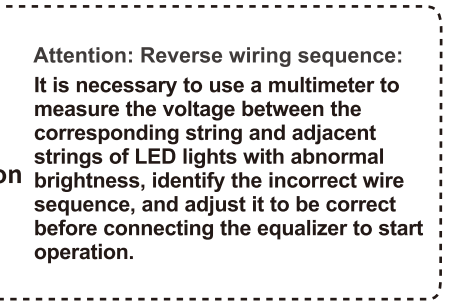 Attention: Reverse wiring sequence:
It is necessary to use a multimeter to
measure the voltage between the
corresponding string and adjacent
strings of LED lights with abnormal
brightness, identify the incorrect wire
sequence, and adjust it to be correct
before connecting the equalizer to start
operation.